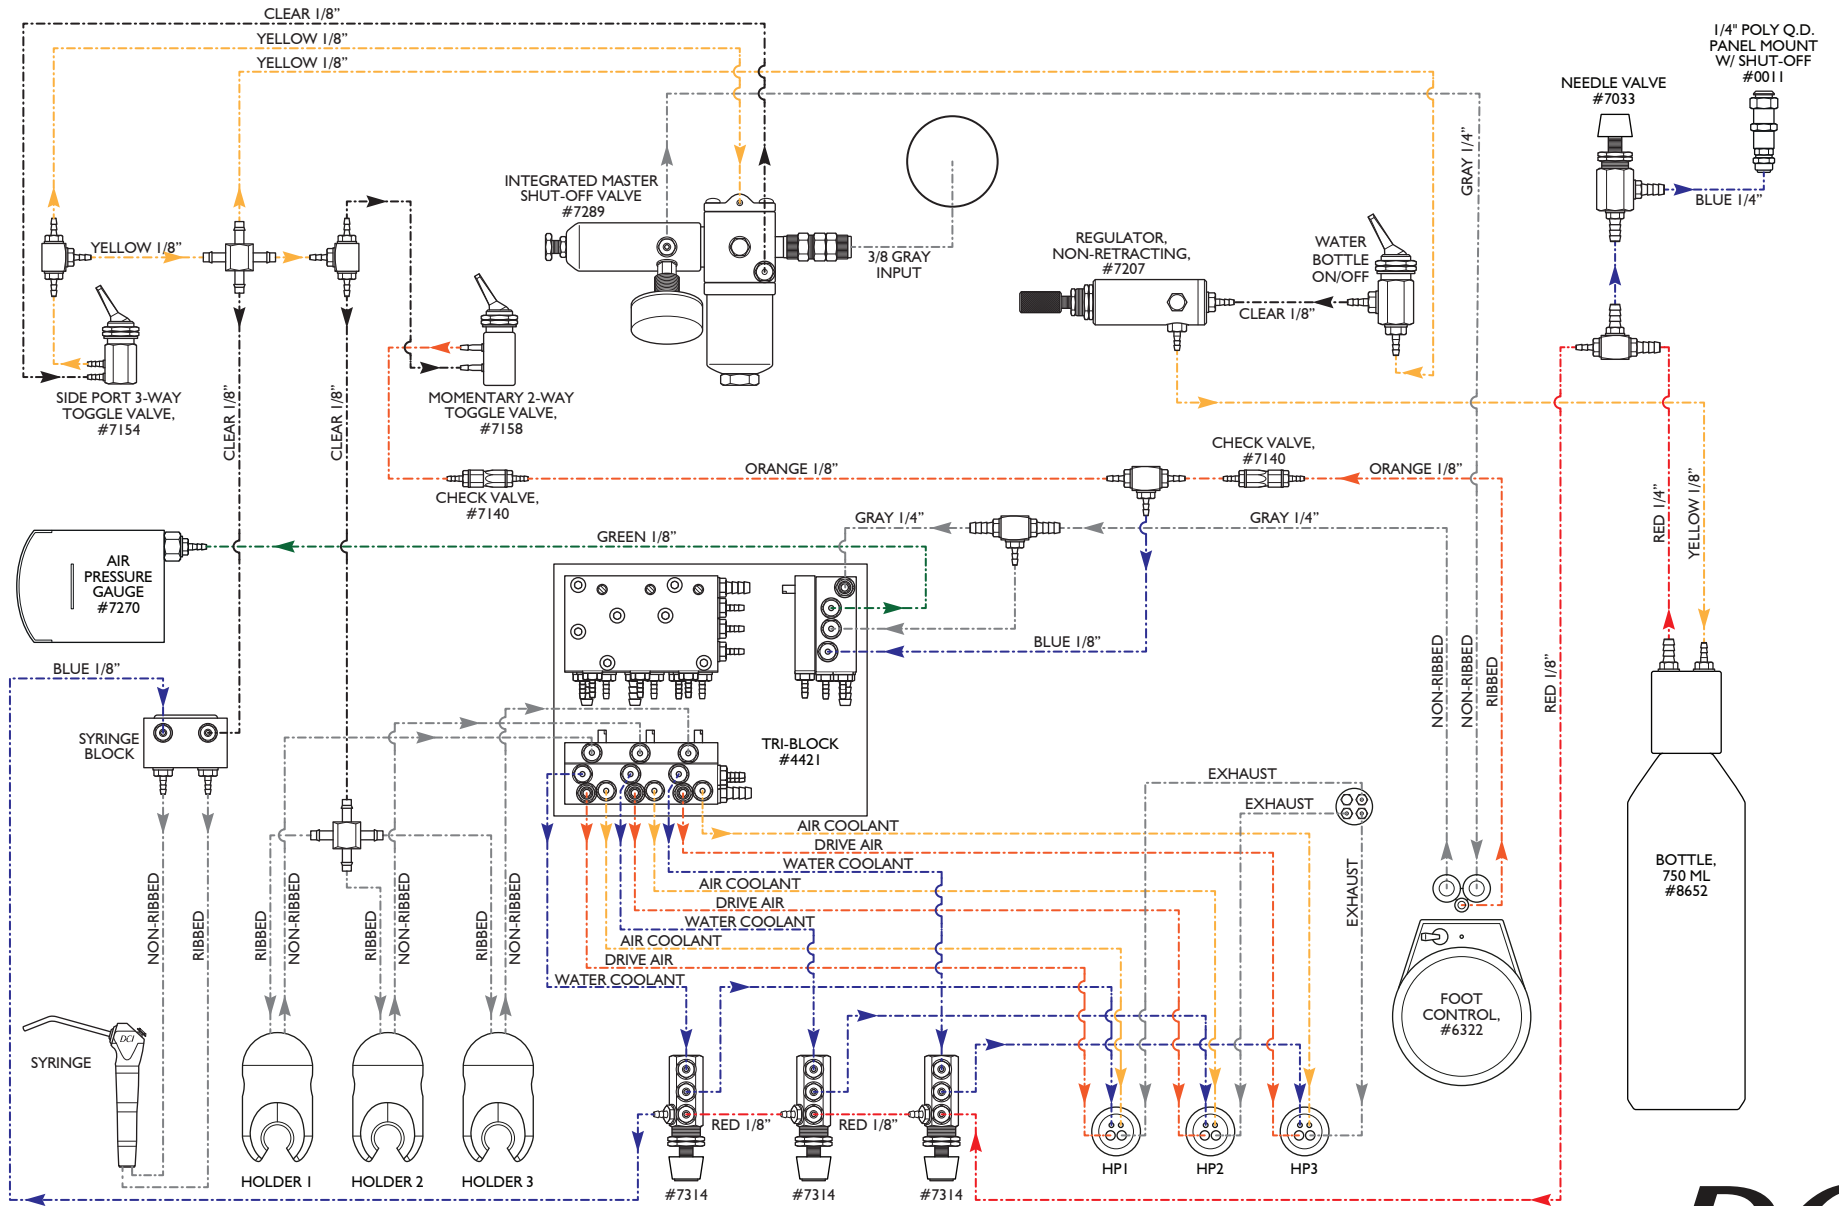 CLEAR 1/8”
YELLOW 1/8”
YELLOW 1/8”
1/4" POLY Q.D.
PANEL MOUNT
W/ SHUT-OFF
#0011
NEEDLE VALVE
#7033
BLUE 1/4”
GRAY 1/4”
INTEGRATED MASTER
SHUT-OFF VALVE
#7289
3/8 GRAY
INPUT
REGULATOR,
NON-RETRACTING,
#7207
WATER
BOTTLE
ON/OFF
CLEAR 1/8”
YELLOW 1/8”
SIDE PORT 3-WAY
TOGGLE VALVE,
#7154
CLEAR 1/8”
CLEAR 1/8”
MOMENTARY 2-WAY
TOGGLE VALVE,
#7158
CHECK VALVE,
#7140
ORANGE 1/8”
CHECK VALVE,
#7140
ORANGE 1/8”
GRAY 1/4”
GRAY 1/4”
RED 1/4”
YELLOW 1/8”
GREEN 1/8”
AIR
PRESSURE
GAUGE
#7270
BLUE 1/8”
BLUE 1/8”
NON-RIBBED
NON-RIBBED
RIBBED
RED 1/8”
SYRINGE
BLOCK
TRI-BLOCK
#4421
EXHAUST
EXHAUST
EXHAUST
AIR COOLANT
DRIVE AIR
WATER COOLANT
AIR COOLANT
DRIVE AIR
WATER COOLANT
AIR COOLANT
DRIVE AIR
WATER COOLANT
BOTTLE,
750 ML
#8652
NON-RIBBED
RIBBED
RIBBED
NON-RIBBED
RIBBED
NON-RIBBED
RIBBED
NON-RIBBED
FOOT
CONTROL,
#6322
DCI
SYRINGE
RED 1/8”
RED 1/8”
HOLDER 1
HOLDER 2
HOLDER 3
#7314
#7314
#7314
HP1
HP2
HP3